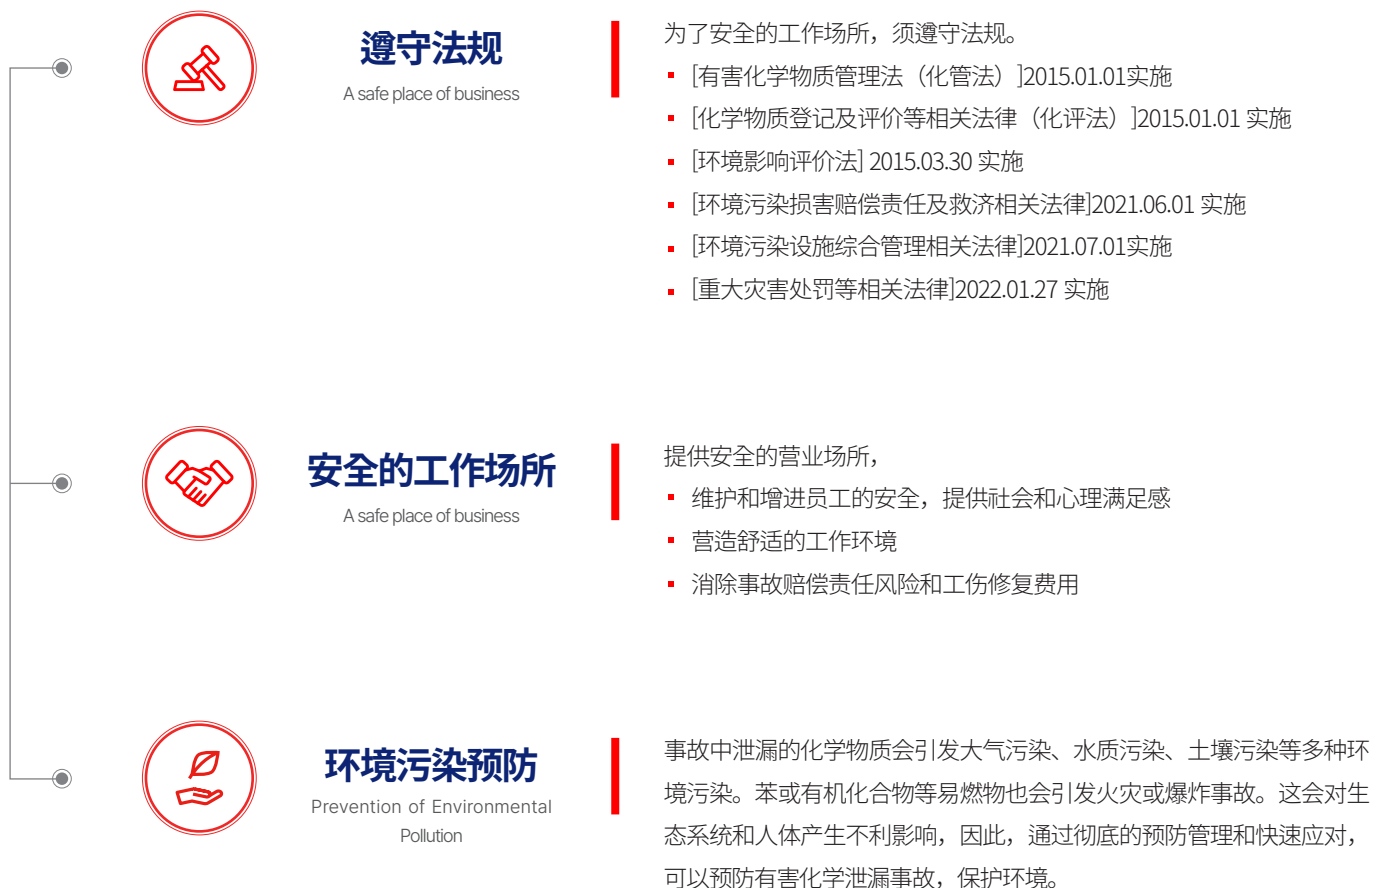 遵守法规
A safe place of business
为了安全的工作场所，须遵守法规。
[有害化学物质管理法（化管法）]2015.01.01实施
[化学物质登记及评价等相关法律（化评法）]2015.01.01 实施
[环境影响评价法] 2015.03.30 实施
[环境污染损害赔偿责任及救济相关法律]2021.06.01 实施
[环境污染设施综合管理相关法律]2021.07.01实施
[重大灾害处罚等相关法律]2022.01.27 实施
安全的工作场所
A safe place of business
提供安全的营业场所，
维护和增进员工的安全，提供社会和心理满足感
营造舒适的工作环境
消除事故赔偿责任风险和工伤修复费用
环境污染预防
Prevention of Environmental
Pollution
事故中泄漏的化学物质会引发大气污染、水质污染、土壤污染等多种环
境污染。苯或有机化合物等易燃物也会引发火灾或爆炸事故。这会对生
态系统和人体产生不利影响，因此，通过彻底的预防管理和快速应对，
可以预防有害化学泄漏事故，保护环境。